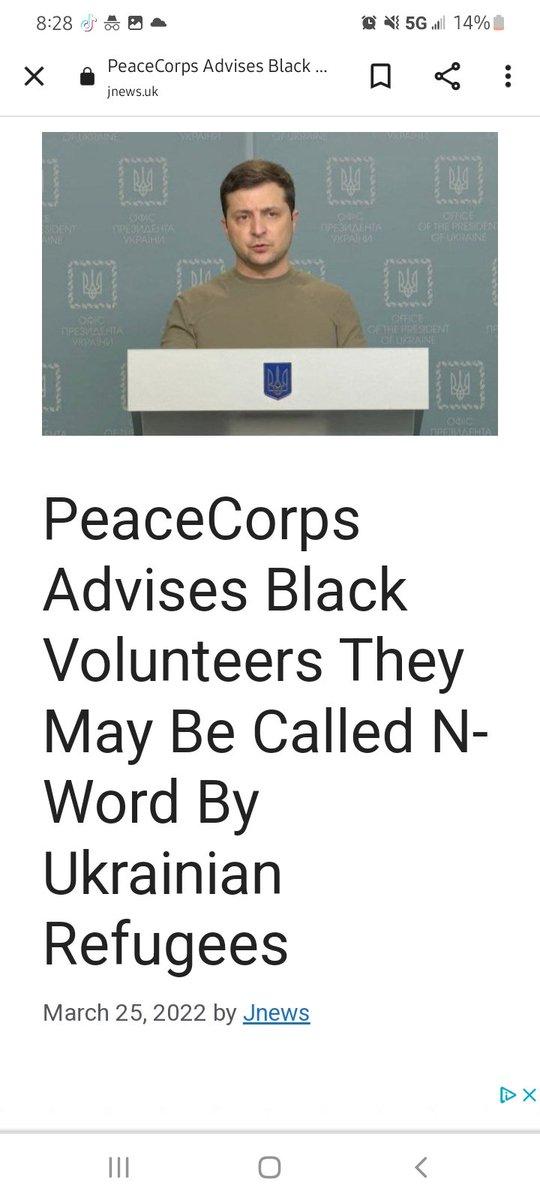 8:28 5G 14%
PeaceCorps Advises Black ...
jnews.uk
ОФІС ПРЕЗИДЕНТА УКРАЇНИ
OFFICE OF THE PRESIDENT OF UKRAINE
PeaceCorps
Advises Black
Volunteers They
May Be Called N-
Word By
Ukrainian
Refugees
March 25, 2022 by Jnews